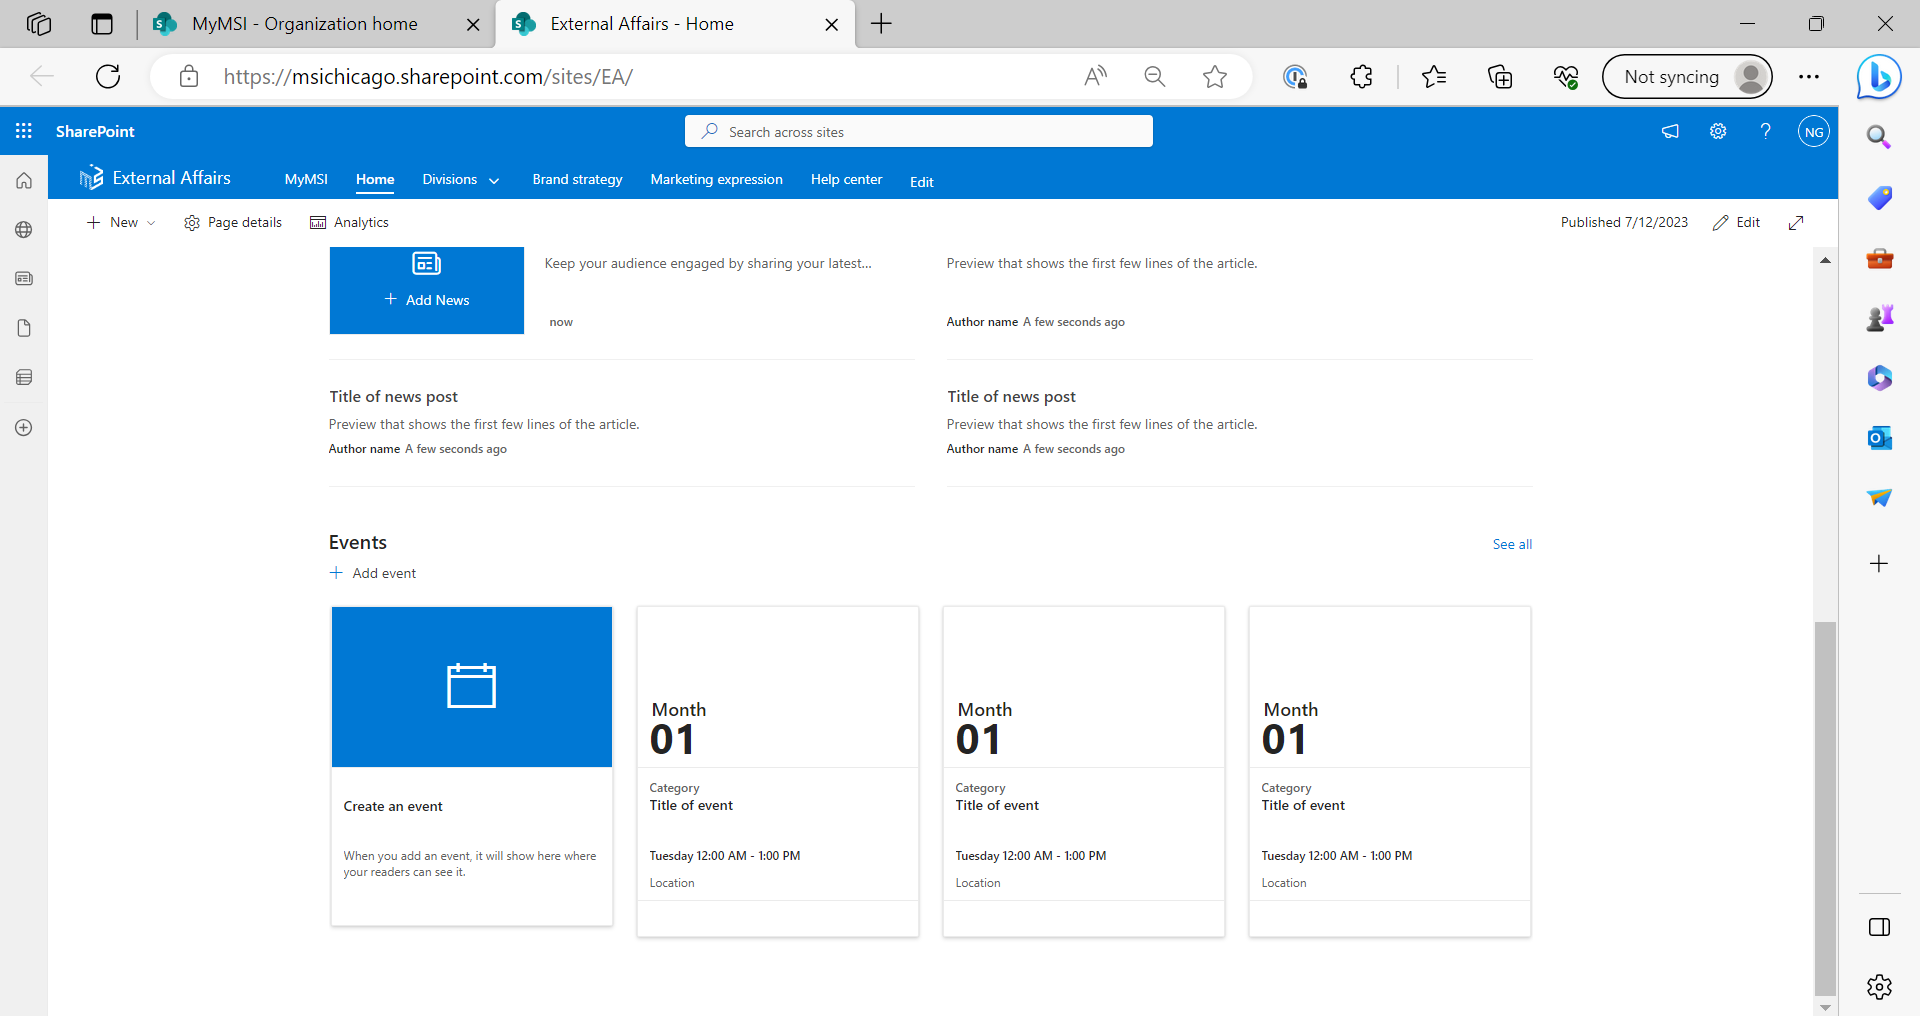 MyMSI - Organization home
External Affairs - Home
https://msichicago.sharepoint.com/sites/EA/
Not syncing
SharePoint
Search across sites
NG
External Affairs
MyMSI
Home
Divisions
Brand strategy
Marketing expression
Help center
Edit
New
Page details
Analytics
Published 7/12/2023
Edit
Add News
Keep your audience engaged by sharing your latest...
now
Preview that shows the first few lines of the article.
Author name A few seconds ago
Title of news post
Preview that shows the first few lines of the article.
Author name A few seconds ago
Title of news post
Preview that shows the first few lines of the article.
Author name A few seconds ago
Events
See all
Add event
Create an event
When you add an event, it will show here where
your readers can see it.
Month
01
Category
Title of event
Tuesday 12:00 AM - 1:00 PM
Location
Month
01
Category
Title of event
Tuesday 12:00 AM - 1:00 PM
Location
Month
01
Category
Title of event
Tuesday 12:00 AM - 1:00 PM
Location